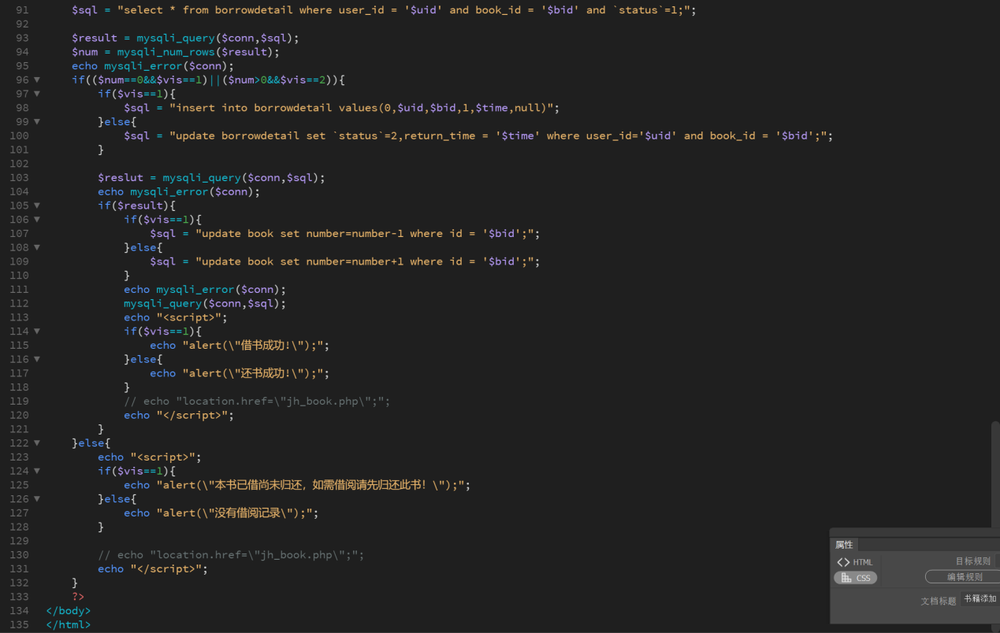 91 $sql = "select * from borrowdetail where user_id = '$uid' and book_id = '$bid' and `status`=1;";
92
93 $result = mysqli_query($conn,$sql);
94 $num = mysqli_num_rows($result);
95 echo mysqli_error($conn);
96 if(($num==0&&$vis==1)||($num>0&&$vis==2)){
97 if($vis==1){
98 $sql = "insert into borrowdetail values(0,$uid,$bid,1,$time,null)";
99 }else{
100 $sql = "update borrowdetail set `status`=2,return_time = '$time' where user_id='$uid' and book_id = '$bid';";
101 }
102
103 $reslut = mysqli_query($conn,$sql);
104 echo mysqli_error($conn);
105 if($result){
106 if($vis==1){
107 $sql = "update book set number=number-1 where id = '$bid';";
108 }else{
109 $sql = "update book set number=number+1 where id = '$bid';";
110 }
111 echo mysqli_error($conn);
112 mysqli_query($conn,$sql);
113 echo "<script>";
114 if($vis==1){
115 echo "alert(\"借书成功!\");";
116 }else{
117 echo "alert(\"还书成功!\");";
118 }
119 // echo "location.href=\"jh_book.php\";";
120 echo "</script>";
121 }
122 }else{
123 echo "<script>";
124 if($vis==1){
125 echo "alert(\"本书已借尚未归还，如需借阅请先归还此书！\");";
126 }else{
127 echo "alert(\"没有借阅记录\");";
128 }
129
130 // echo "location.href=\"jh_book.php\";";
131 echo "</script>";
132 }
133 ?>
134 </body>
135 </html>
属性
<> HTML
目标规则
CSS
编辑规则
文档标题 书籍添加